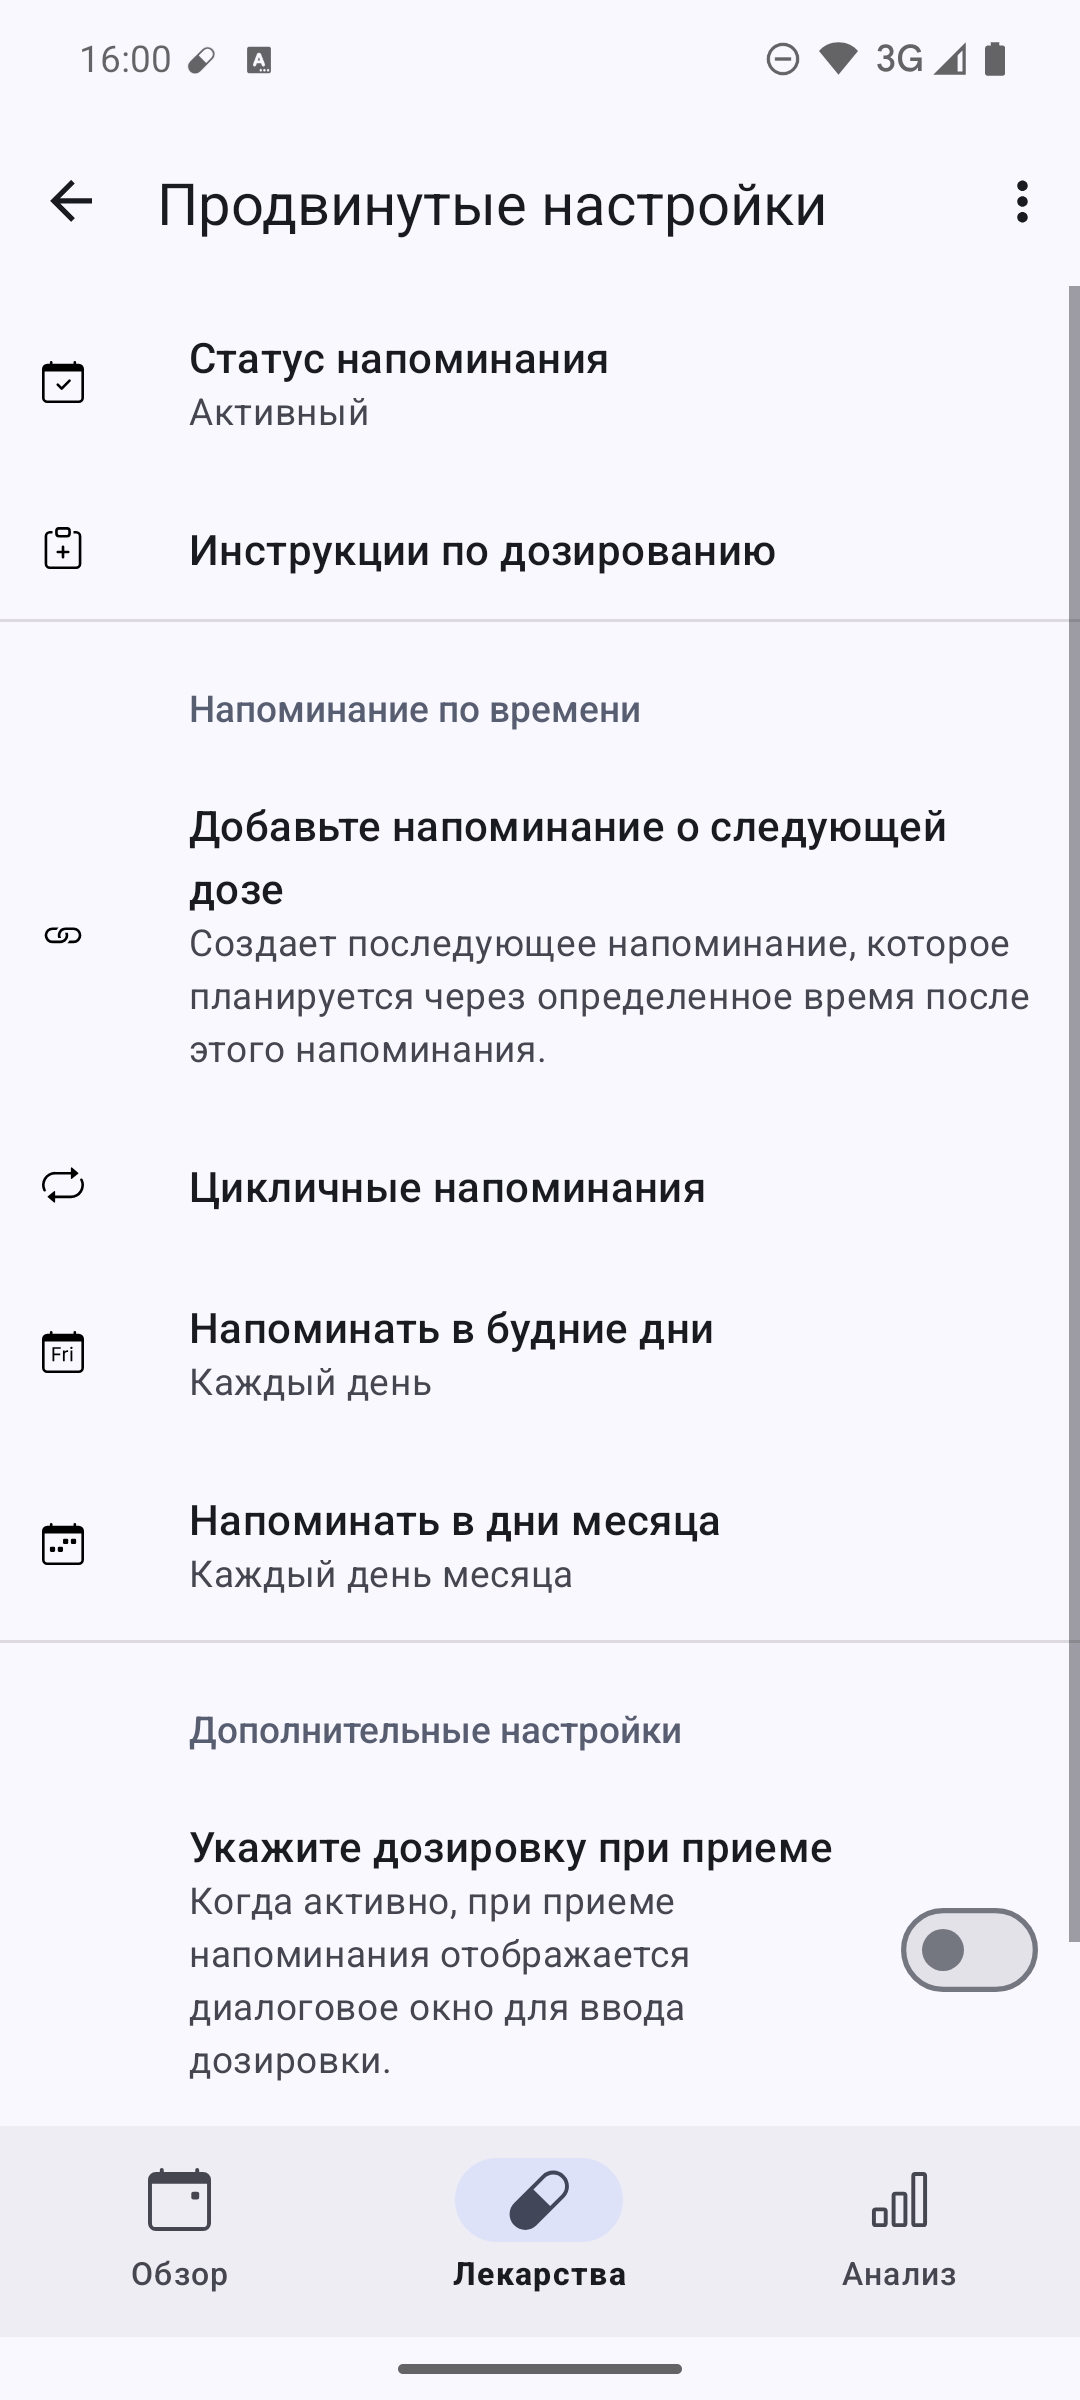 16:00
3G
Продвинутые настройки
Статус напоминания
Активный
Инструкции по дозированию
Напоминание по времени
Добавьте напоминание о следующей
дозе
Создает последующее напоминание, которое
планируется через определенное время после
этого напоминания.
Цикличные напоминания
Fri
Напоминать в будние дни
Каждый день
Напоминать в дни месяца
Каждый день месяца
Дополнительные настройки
Укажите дозировку при приеме
Когда активно, при приеме
напоминания отображается
диалоговое окно для ввода
дозировки.
Обзор
Лекарства
Анализ